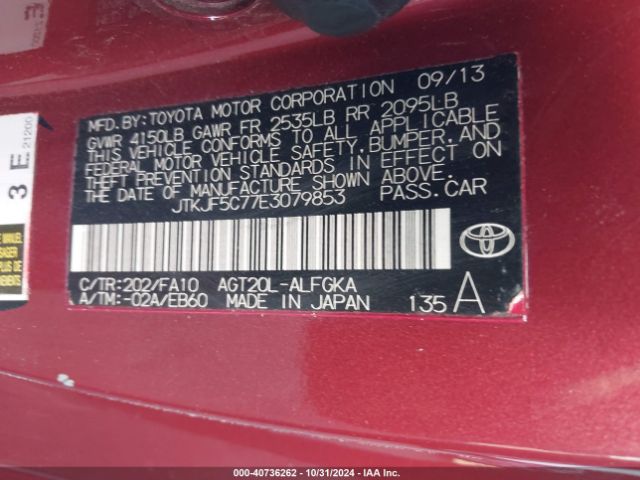 MFD.BY:TOYOTA MOTOR CORPORATION 09/13
GVWR 4150LB GAWR FR 2535LB RR 2095LB
THIS VEHICLE CONFORMS TO ALL APPLICABLE
FEDERAL MOTOR VEHICLE SAFETY,BUMPER,AND
THEFT PREVENTION STANDARDS IN EFFECT ON
THE DATE OF MANUFACTURE SHOWN ABOVE.
JTKJF5C77E3079853 PASS.CAR
C/TR:202/FA10 AGT20L-ALFGKA
A/TM:-02A/EB60 MADE IN JAPAN 135 A
3 E
21200
000-40736262 - 10/31/2024 - IAA Inc.